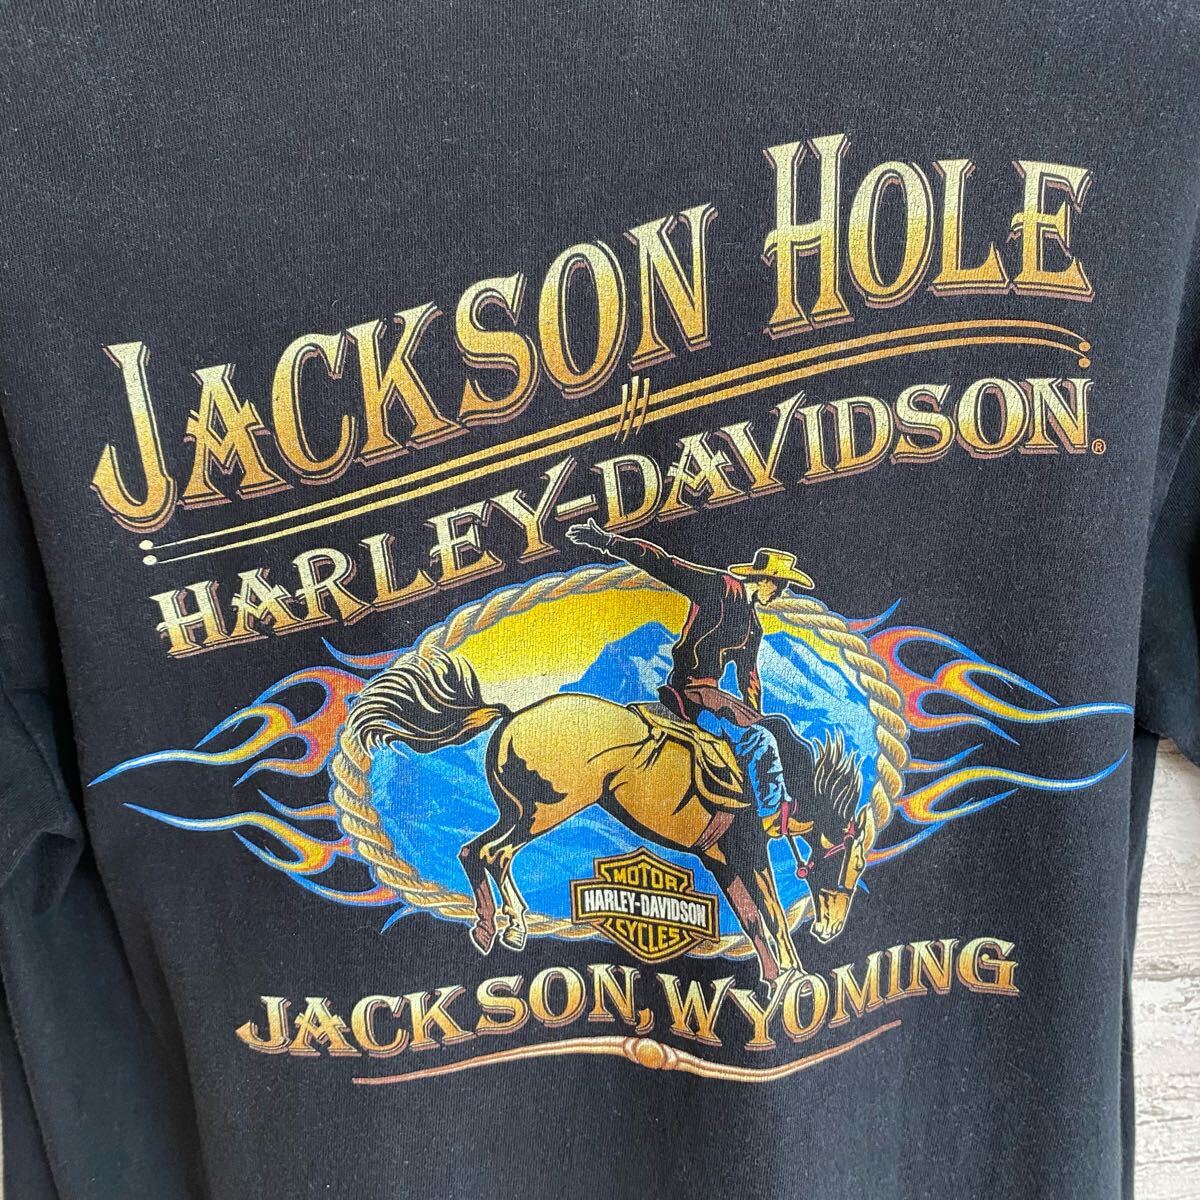 JACKSON HOLE
HARLEY-DAVIDSON®
MOTOR
HARLEY-DAVIDSON
CYCLES
JACKSON, WYOMING